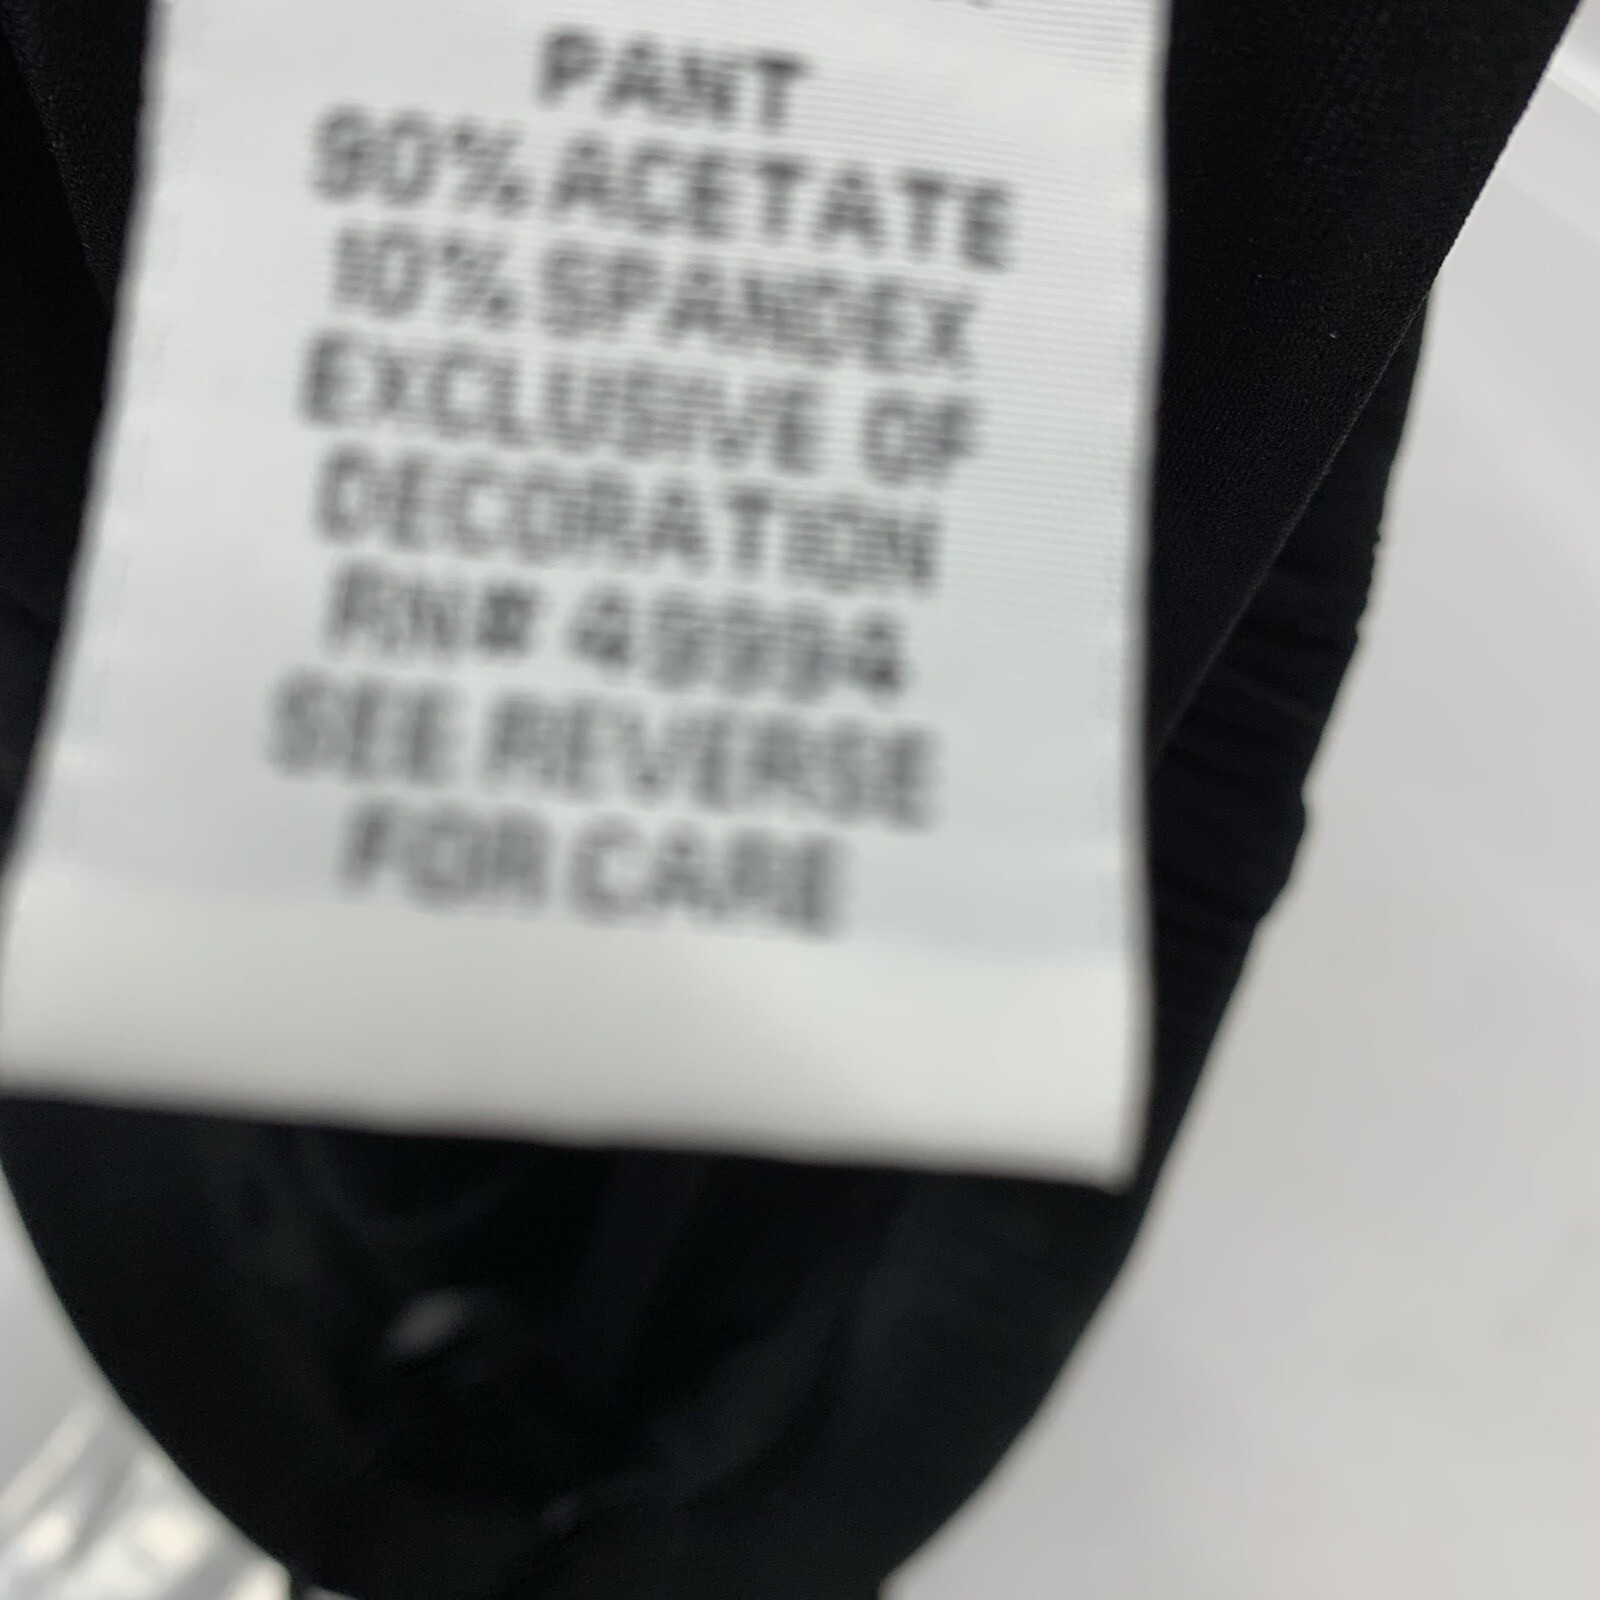 PANT
90% ACETATE
10% SPANDEX
EXCLUSIVE OF
DECORATION
RN# 49994
SEE REVERSE
FOR CARE